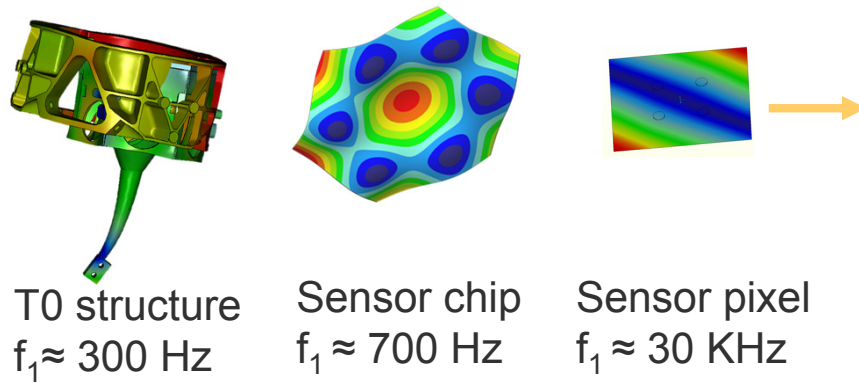 T0 structure
f₁≈ 300 Hz
Sensor chip
f₁ ≈ 700 Hz
Sensor pixel
f₁ ≈ 30 KHz